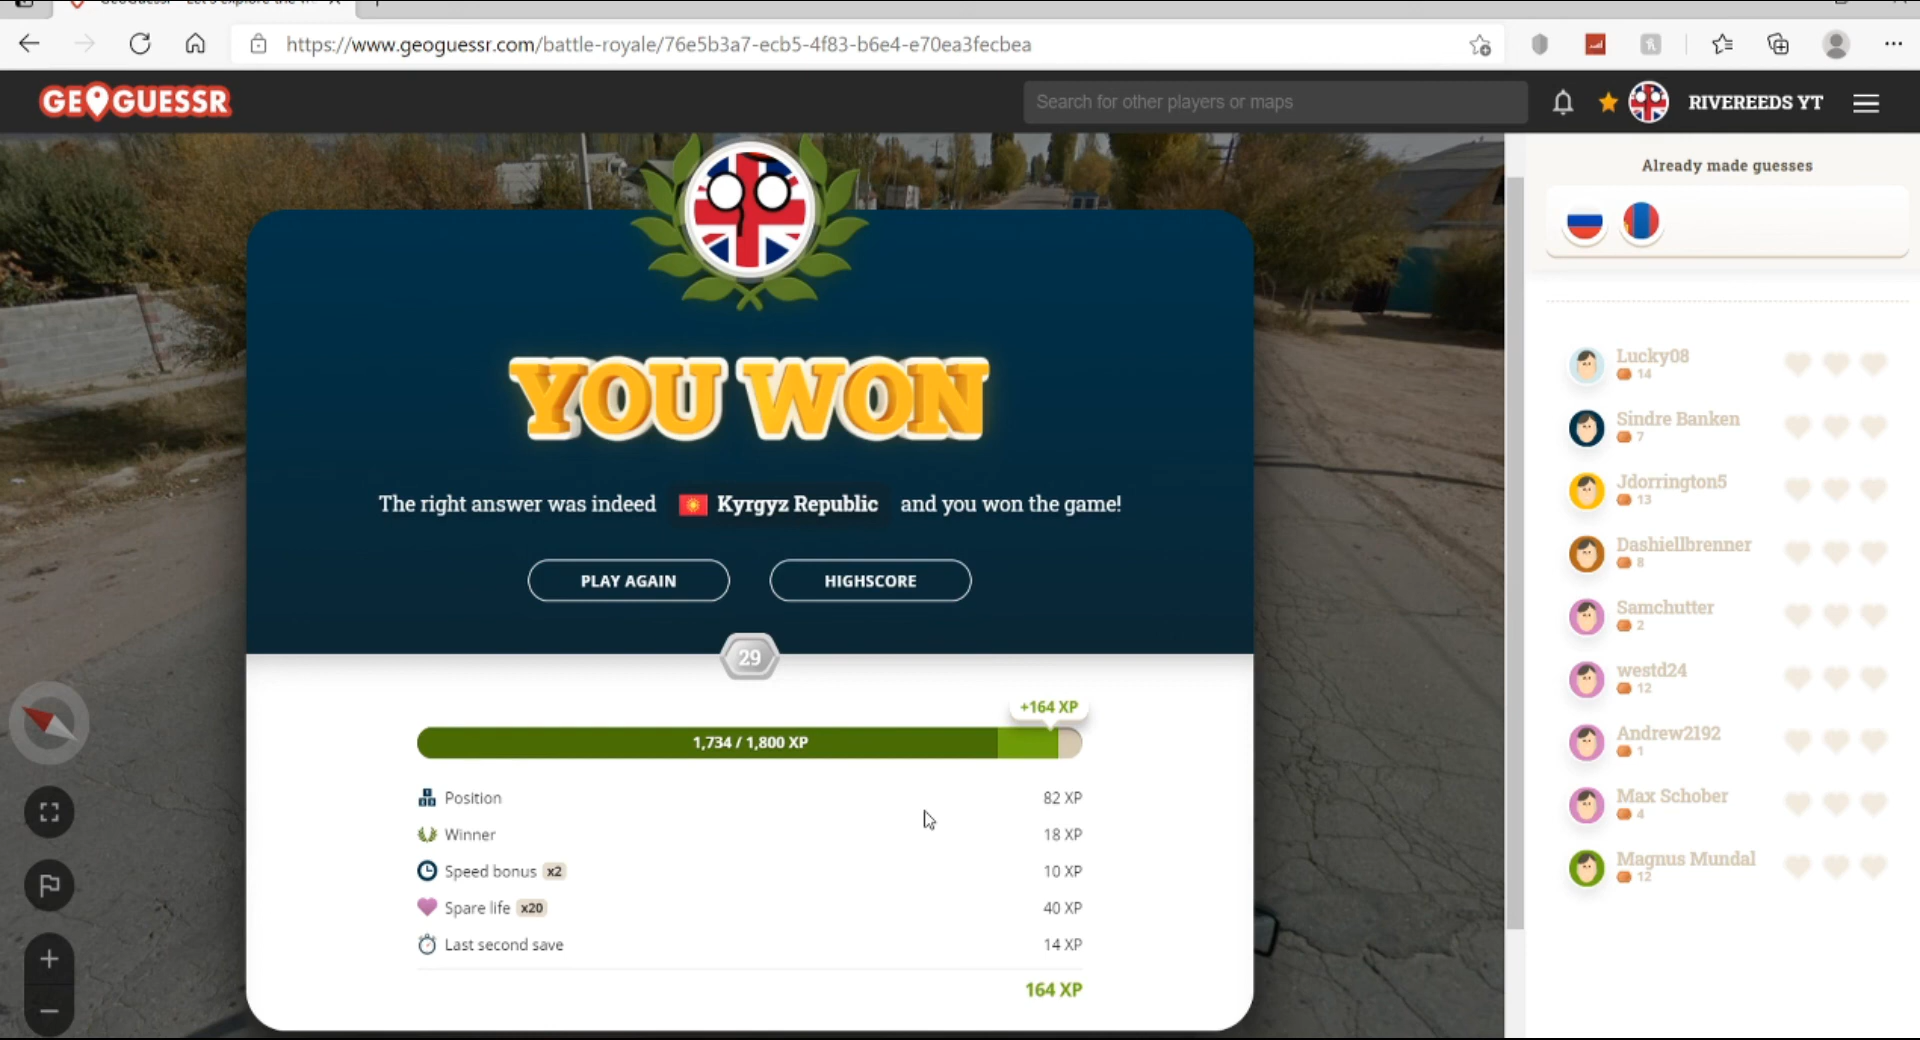 https://www.geoguessr.com/battle-royale/76e5b3a7-ecb5-4f83-b6e4-e70ea3fecbea
GEOGUESSR
Search for other players or maps
RIVEREEDS YT
Already made guesses
YOU WON
The right answer was indeed Kyrgyz Republic and you won the game!
PLAY AGAIN
HIGHSCORE
29
+164 XP
1,734 / 1,800 XP
Position 82 XP
Winner 18 XP
Speed bonus x2 10 XP
Spare life x20 40 XP
Last second save 14 XP
164 XP
Lucky08
14
Sindre Banken
7
Jdorrington5
13
Dashiellbrenner
8
Samchutter
2
westd24
12
Andrew2192
1
Max Schober
4
Magnus Mundal
12